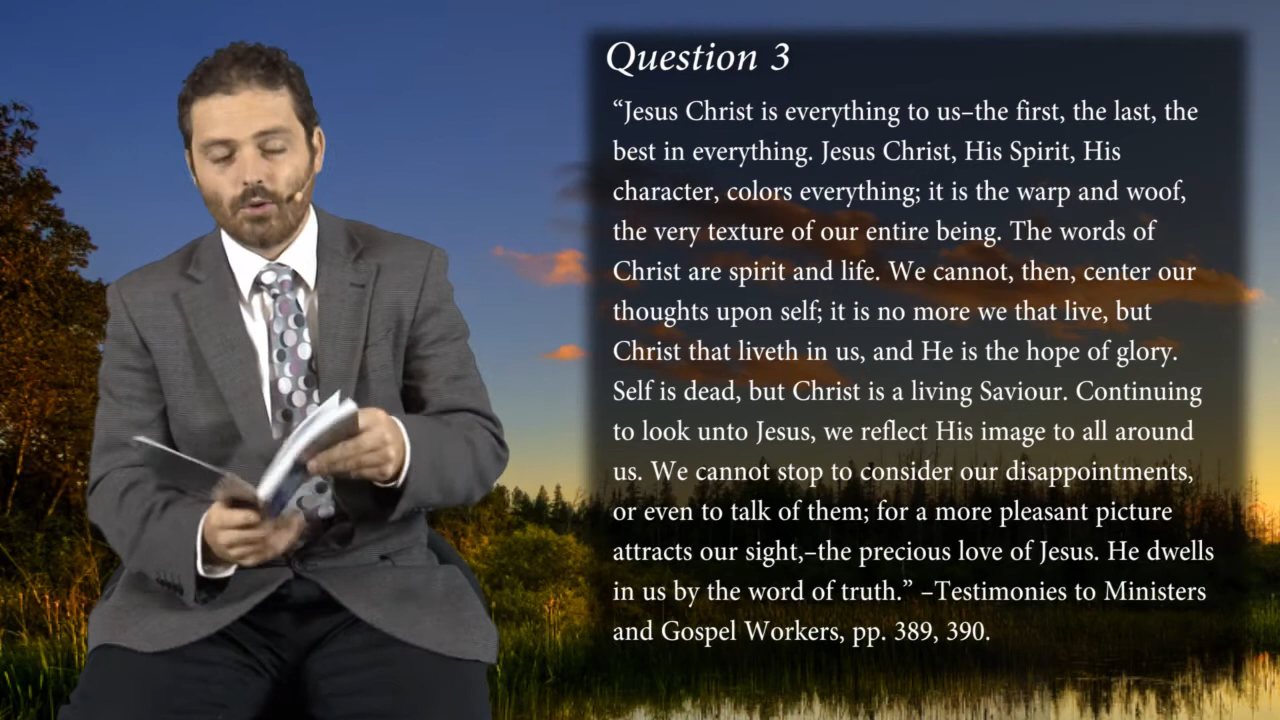 Question 3
“Jesus Christ is everything to us–the first, the last, the
best in everything. Jesus Christ, His Spirit, His
character, colors everything; it is the warp and woof,
the very texture of our entire being. The words of
Christ are spirit and life. We cannot, then, center our
thoughts upon self; it is no more we that live, but
Christ that liveth in us, and He is the hope of glory.
Self is dead, but Christ is a living Saviour. Continuing
to look unto Jesus, we reflect His image to all around
us. We cannot stop to consider our disappointments,
or even to talk of them; for a more pleasant picture
attracts our sight,–the precious love of Jesus. He dwells
in us by the word of truth.” –Testimonies to Ministers
and Gospel Workers, pp. 389, 390.